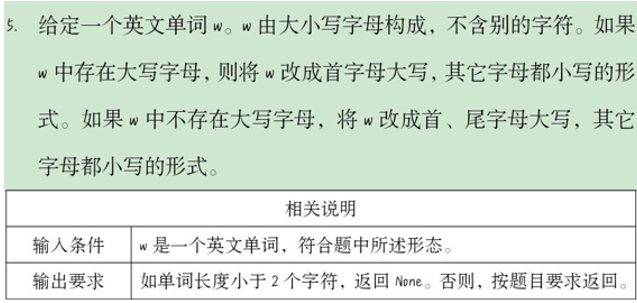 5. 给定一个英文单词 w。w 由大小写字母构成，不含别的字符。如果
w 中存在大写字母，则将 w 改成首字母大写，其它字母都小写的形
式。如果 w 中不存在大写字母，将 w 改成首、尾字母大写，其它
字母都小写的形式。
相关说明
输入条件 w 是一个英文单词，符合题中所述形态。
输出要求 如单词长度小于 2 个字符，返回 None。否则，按题目要求返回。